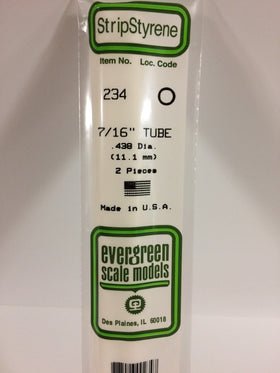 StripStyrene
Item No. Loc. Code
234
7/16" TUBE
.438 Dia.
(11.1 mm)
2 Pieces
Made in U.S.A.
evergreen
scale models
Des Plaines, IL 60018